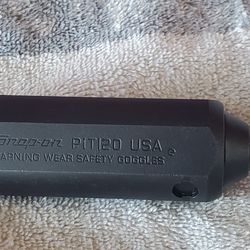 Snap-on PIT120 USA
WARNING WEAR SAFETY GOGGLES